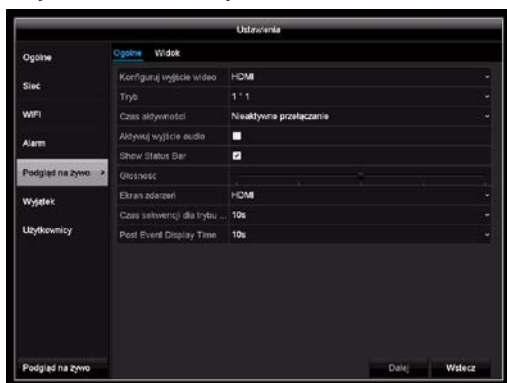 Ustawienia
Ogólne
Sieć
WIFI
Alarm
Podgląd na żywo >
Wyjątek
Użytkownicy
Podgląd na żywo
Ogólne Widok
Konfiguruj wyjście wideo HDMI
Tryb 1 * 1
Czas aktywności Nieaktywne przełączanie
Aktywuj wyjście audio
Show Status Bar
Głośność
Ekran zdarzeń HDMI
Czas sekwencji dla trybu ... 10s
Post Event Display Time 10s
Dalej Wstecz